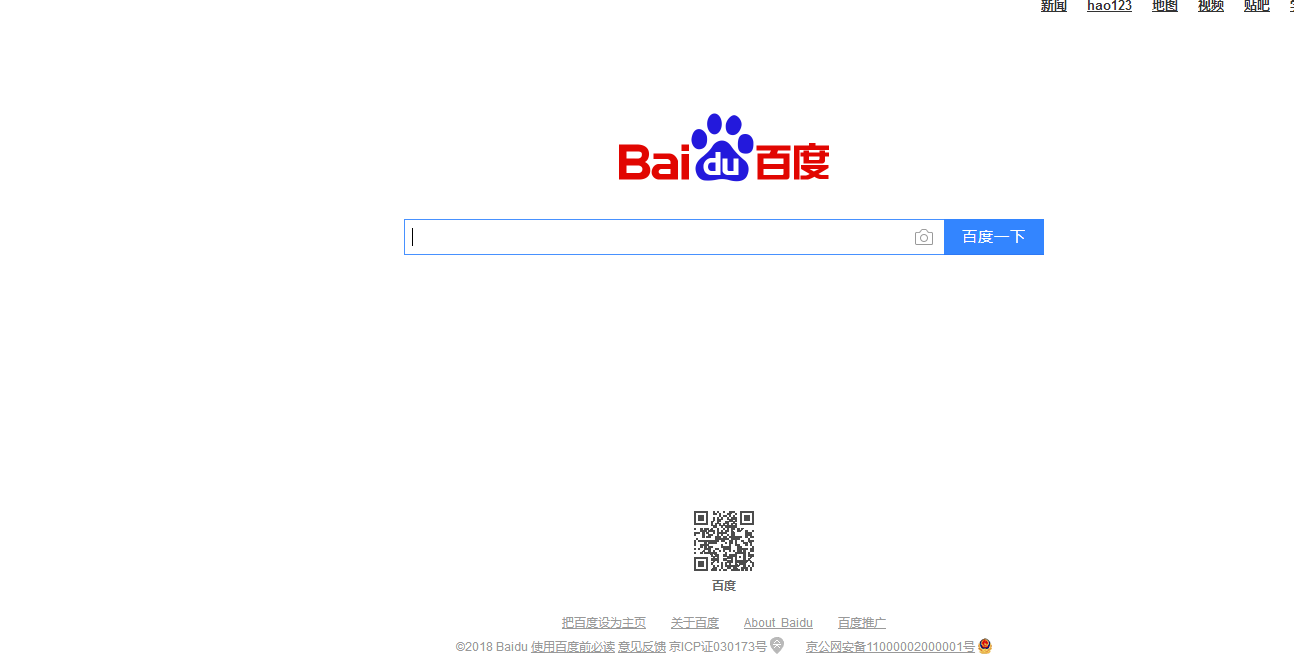 新闻 hao123 地图 视频 贴吧
Bai du 百度
百度一下
百度
把百度设为主页 关于百度 About Baidu 百度推广
©2018 Baidu 使用百度前必读 意见反馈 京ICP证030173号 京公网安备11000002000001号